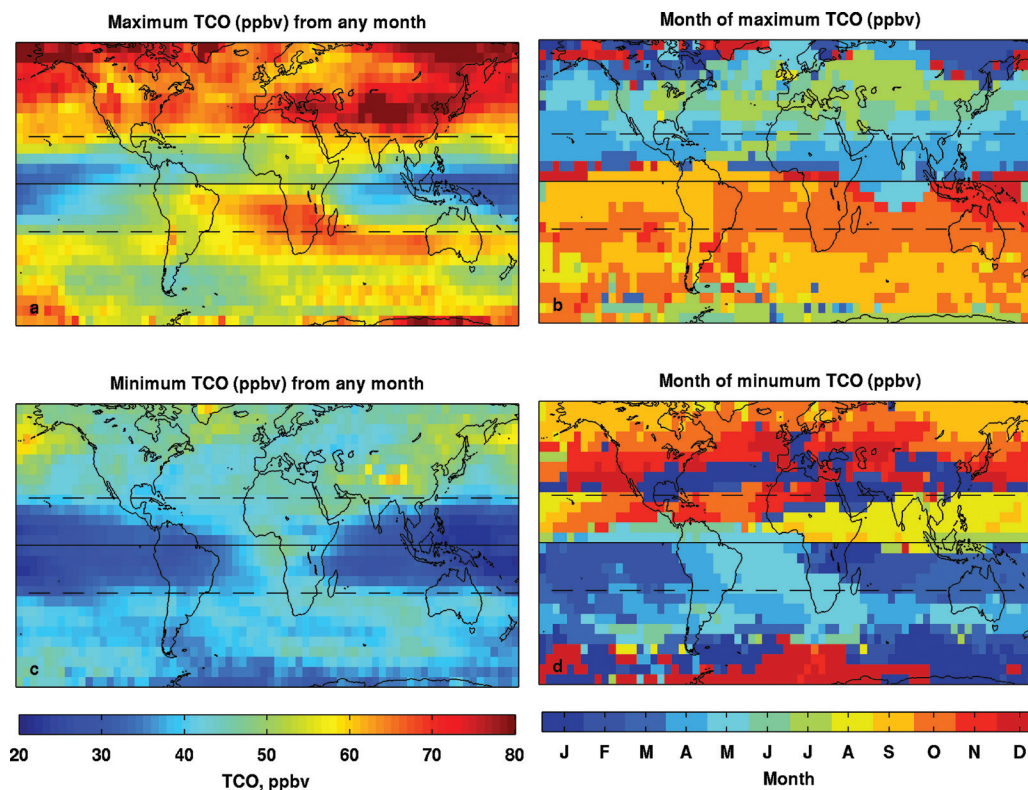 Maximum TCO (ppbv) from any month
Month of maximum TCO (ppbv)
a
b
Minimum TCO (ppbv) from any month
Month of minumum TCO (ppbv)
c
d
20 30 40 50 60 70 80
TCO, ppbv
J F M A M J J A S O N D
Month